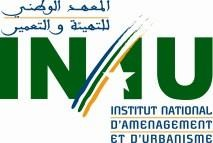 المعهد الوطني
للتهيئة و التعمير
INAU
INSTITUT NATIONAL
D'AMENAGEMENT
ET D'URBANISME